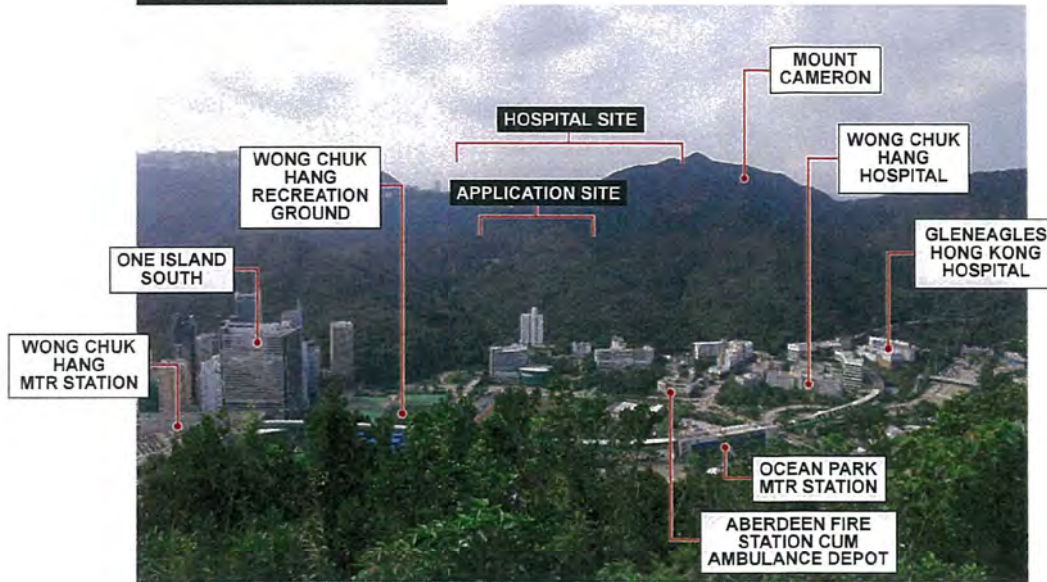 MOUNT
CAMERON
HOSPITAL SITE
WONG CHUK
HANG
RECREATION
GROUND
WONG CHUK
HANG
HOSPITAL
APPLICATION SITE
GLENEAGLES
HONG KONG
HOSPITAL
ONE ISLAND
SOUTH
WONG CHUK
HANG
MTR STATION
OCEAN PARK
MTR STATION
ABERDEEN FIRE
STATION CUM
AMBULANCE DEPOT